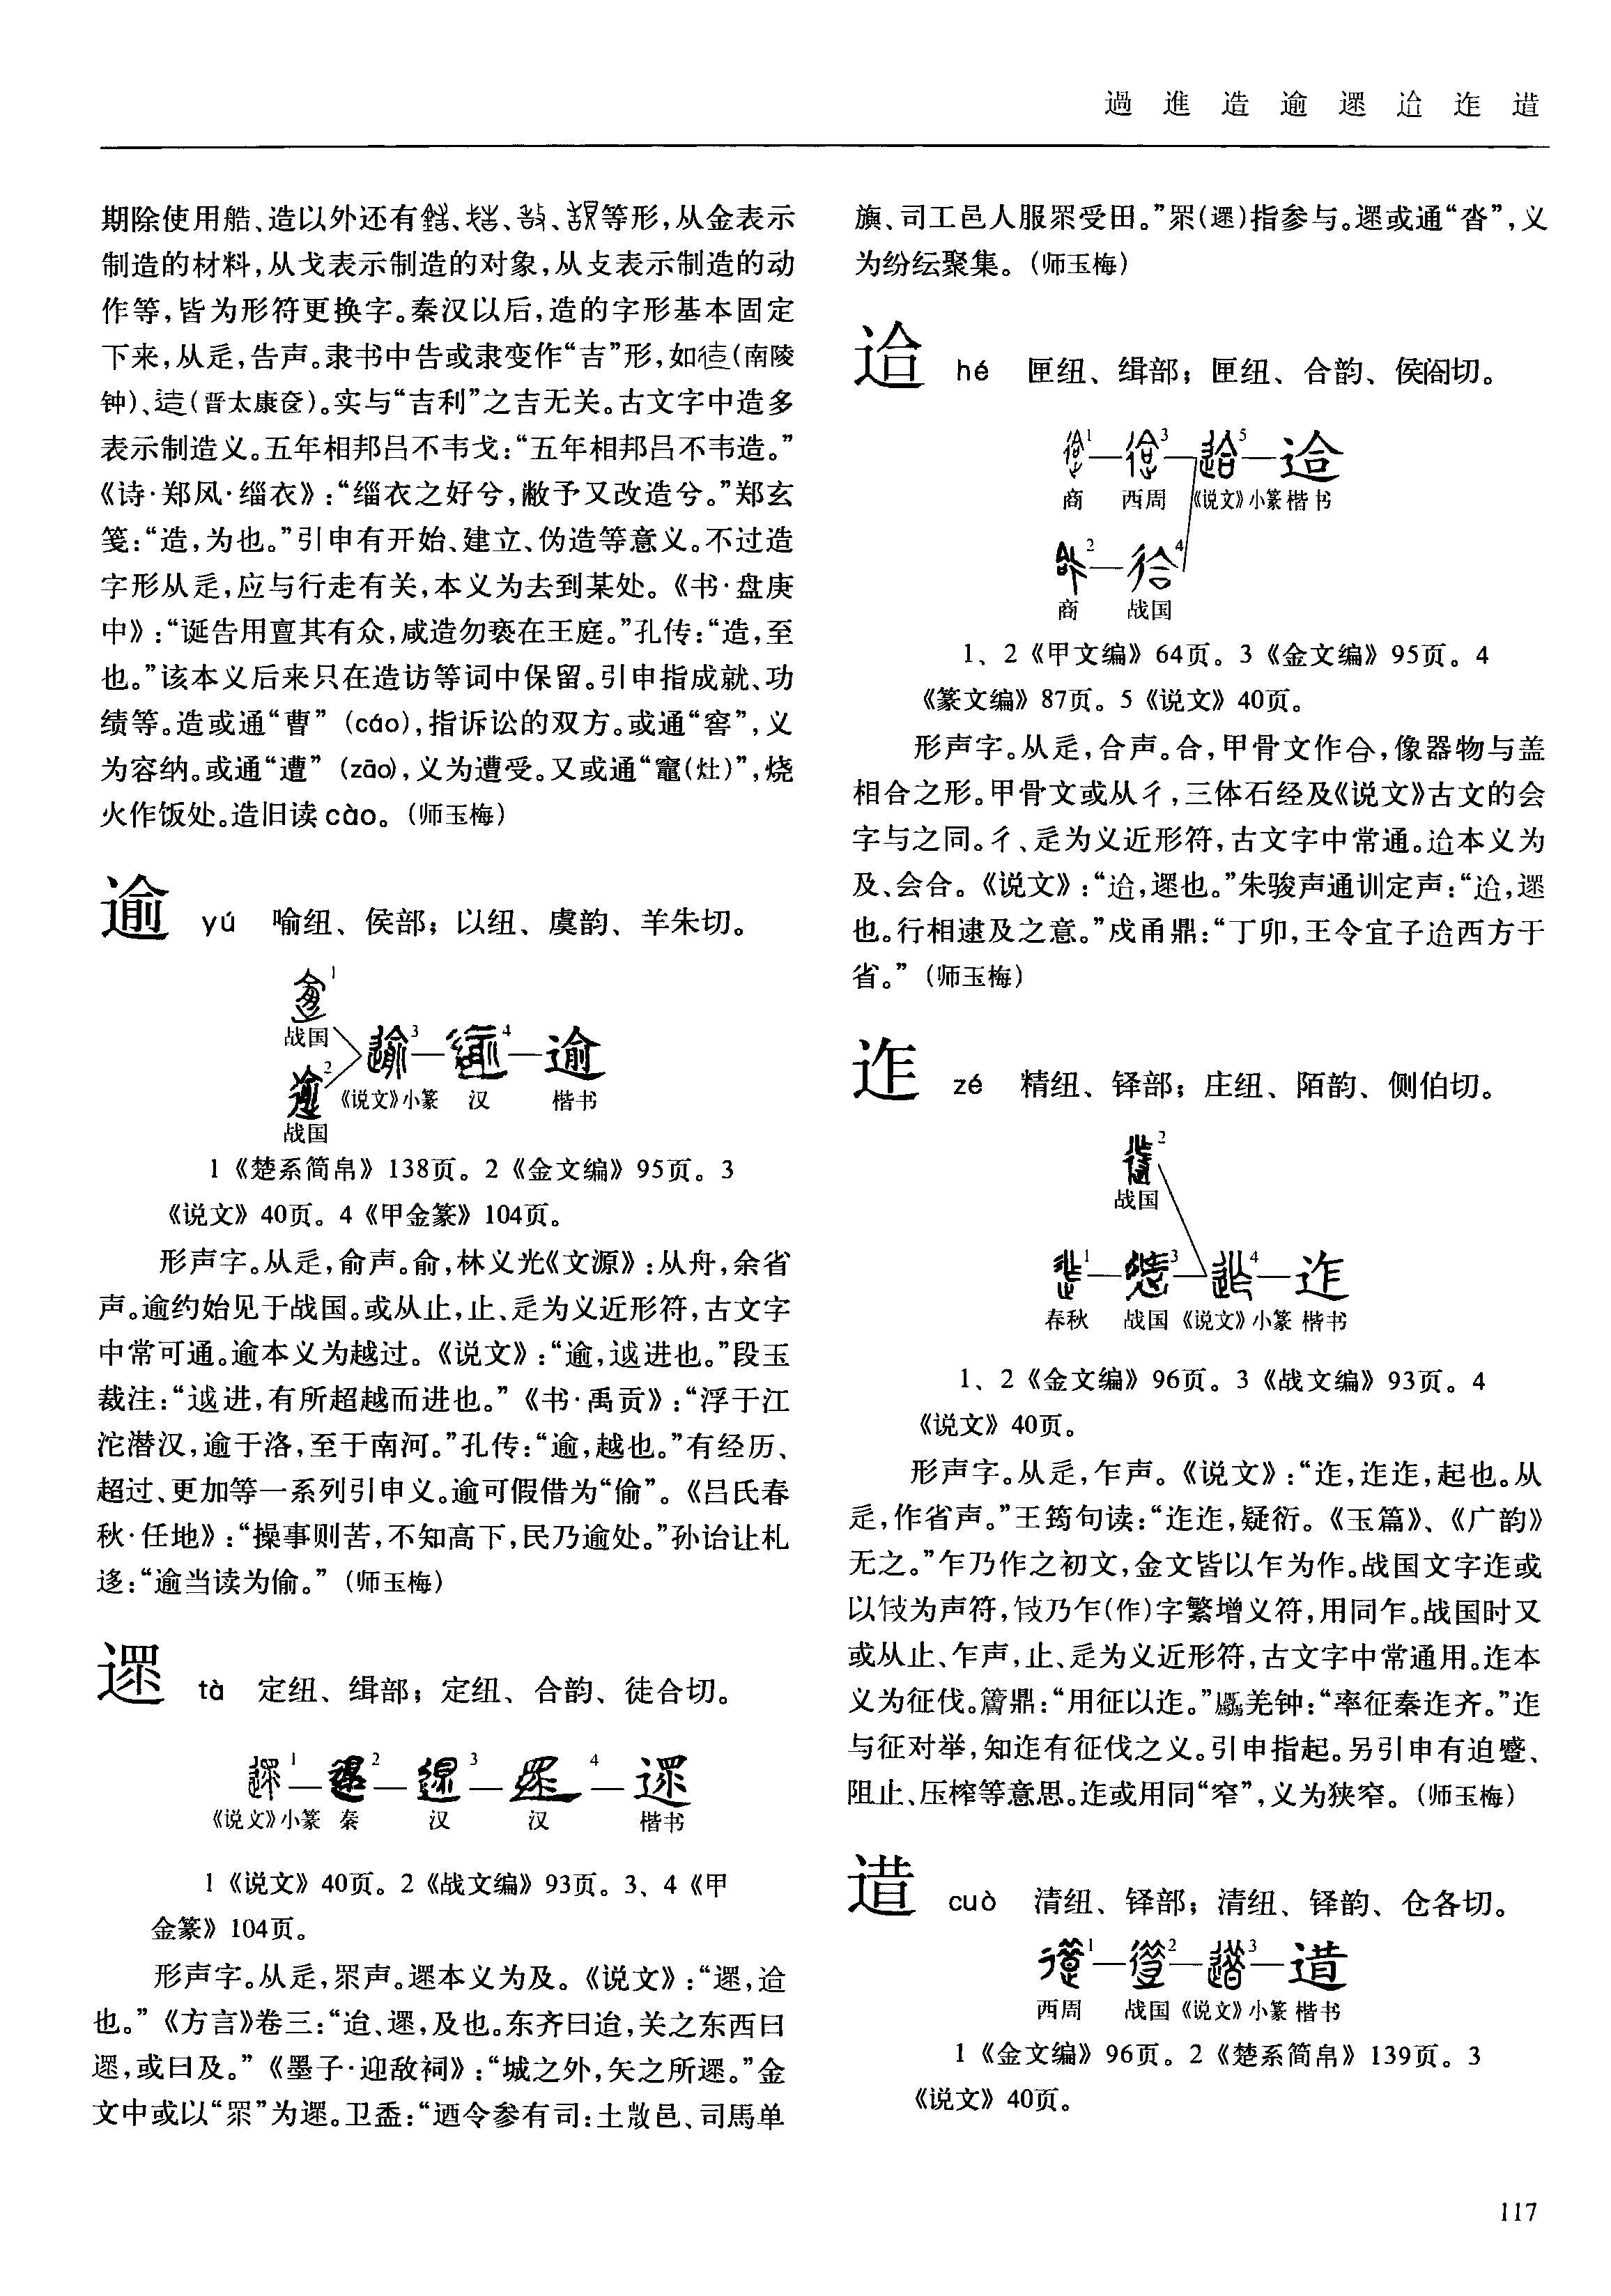 過 進 造 逾 遝 迨 迮 逪
期除使用艁、造以外还有等形,从金表示
制造的材料,从戈表示制造的对象,从攴表示制造的动
作等,皆为形符更换字。秦汉以后,造的字形基本固定
下来,从辵,告声。隶书中告或隶变作“吉”形,如(南陵
钟)、(晋太康瓷)。实与“吉利”之吉无关。古文字中造多
表示制造义。五年相邦吕不韦戈:“五年相邦吕不韦造。”
《诗·郑风·缁衣》:“缁衣之好兮,敝予又改造兮。”郑玄
笺:“造,为也。”引申有开始、建立、伪造等意义。不过造
字形从辵,应与行走有关,本义为去到某处。《书·盘庚
中》:“诞告用亶其有众,咸造勿亵在王庭。”孔传:“造,至
也。”该本义后来只在造访等词中保留。引申指成就、功
绩等。造或通“曹”(cáo),指诉讼的双方。或通“窖”,义
为容纳。或通“遭”(zāo),义为遭受。又或通“竈(灶)”,烧
火作饭处。造旧读cào。(师玉梅)
逾 yú 喻纽、侯部;以纽、虞韵、羊朱切。
1
战国
2 3 4 逾
《说文》小篆 汉 楷书
战国
1《楚系简帛》138页。2《金文编》95页。3
《说文》40页。4《甲金篆》104页。
形声字。从辵,俞声。俞,林义光《文源》:从舟,余省
声。逾约始见于战国。或从止,止、辵为义近形符,古文字
中常可通。逾本义为越过。《说文》:“逾,进也。”段玉
裁注:“进,有所超越而进也。”《书·禹贡》:“浮于江
沱潜汉,逾于洛,至于南河。”孔传:“逾,越也。”有经历、
超过、更加等一系列引申义。逾可假借为“偷”。《吕氏春
秋·任地》:“操事则苦,不知高下,民乃逾处。”孙诒让札
迻:“逾当读为偷。”(师玉梅)
遝 tà 定纽、缉部;定纽、合韵、徒合切。
1 2 3 4 遝
《说文》小篆 秦 汉 汉 楷书
1《说文》40页。2《战文编》93页。3、4《甲
金篆》104页。
形声字。从辵,眔声。遝本义为及。《说文》:“遝,迨
也。”《方言》卷三:“迨、遝,及也。东齐曰迨,关之东西曰
遝,或曰及。”《墨子·迎敌祠》:“城之外,矢之所遝。”金
文中或以“眔”为遝。卫盉:“廼令参有司:土邑、司馬单
旟、司工邑人服眔受田。”眔(遝)指参与。遝或通“沓”,义
为纷纭聚集。(师玉梅)
hé 匣纽、缉部;匣纽、合韵、侯阁切。
1 3 5
商 西周 《说文》小篆 楷书
2 4
商 战国
1、2《甲文编》64页。3《金文编》95页。4
《篆文编》87页。5《说文》40页。
形声字。从辵,合声。合,甲骨文作,像器物与盖
相合之形。甲骨文或从彳,三体石经及《说文》古文的会
字与之同。彳、辵为义近形符,古文字中常通。本义为
及、会合。《说文》:“,遝也。”朱骏声通训定声:“,遝
也。行相逮及之意。”戍甬鼎:“丁卯,王令宜子西方于
省。”(师玉梅)
迮 zé 精纽、铎部;庄纽、陌韵、侧伯切。
2
战国
1 3 4 迮
春秋 战国 《说文》小篆 楷书
1、2《金文编》96页。3《战文编》93页。4
《说文》40页。
形声字。从辵,乍声。《说文》:“迮,迮迮,起也。从
辵,作省声。”王筠句读:“迮迮,疑衍。《玉篇》、《广韵》
无之。”乍乃作之初文,金文皆以乍为作。战国文字迮或
以为声符,乃乍(作)字繁增义符,用同乍。战国时又
或从止、乍声,止、辵为义近形符,古文字中常通用。迮本
义为征伐。鼎:“用征以迮。”羌钟:“率征秦迮齐。”迮
与征对举,知迮有征伐之义。引申指起。另引申有迫蹙、
阻止、压榨等意思。迮或用同“窄”,义为狭窄。(师玉梅)
逪 cuò 清纽、铎部;清纽、铎韵、仓各切。
1 2 3 逪
西周 战国 《说文》小篆 楷书
1《金文编》96页。2《楚系简帛》139页。3
《说文》40页。
117